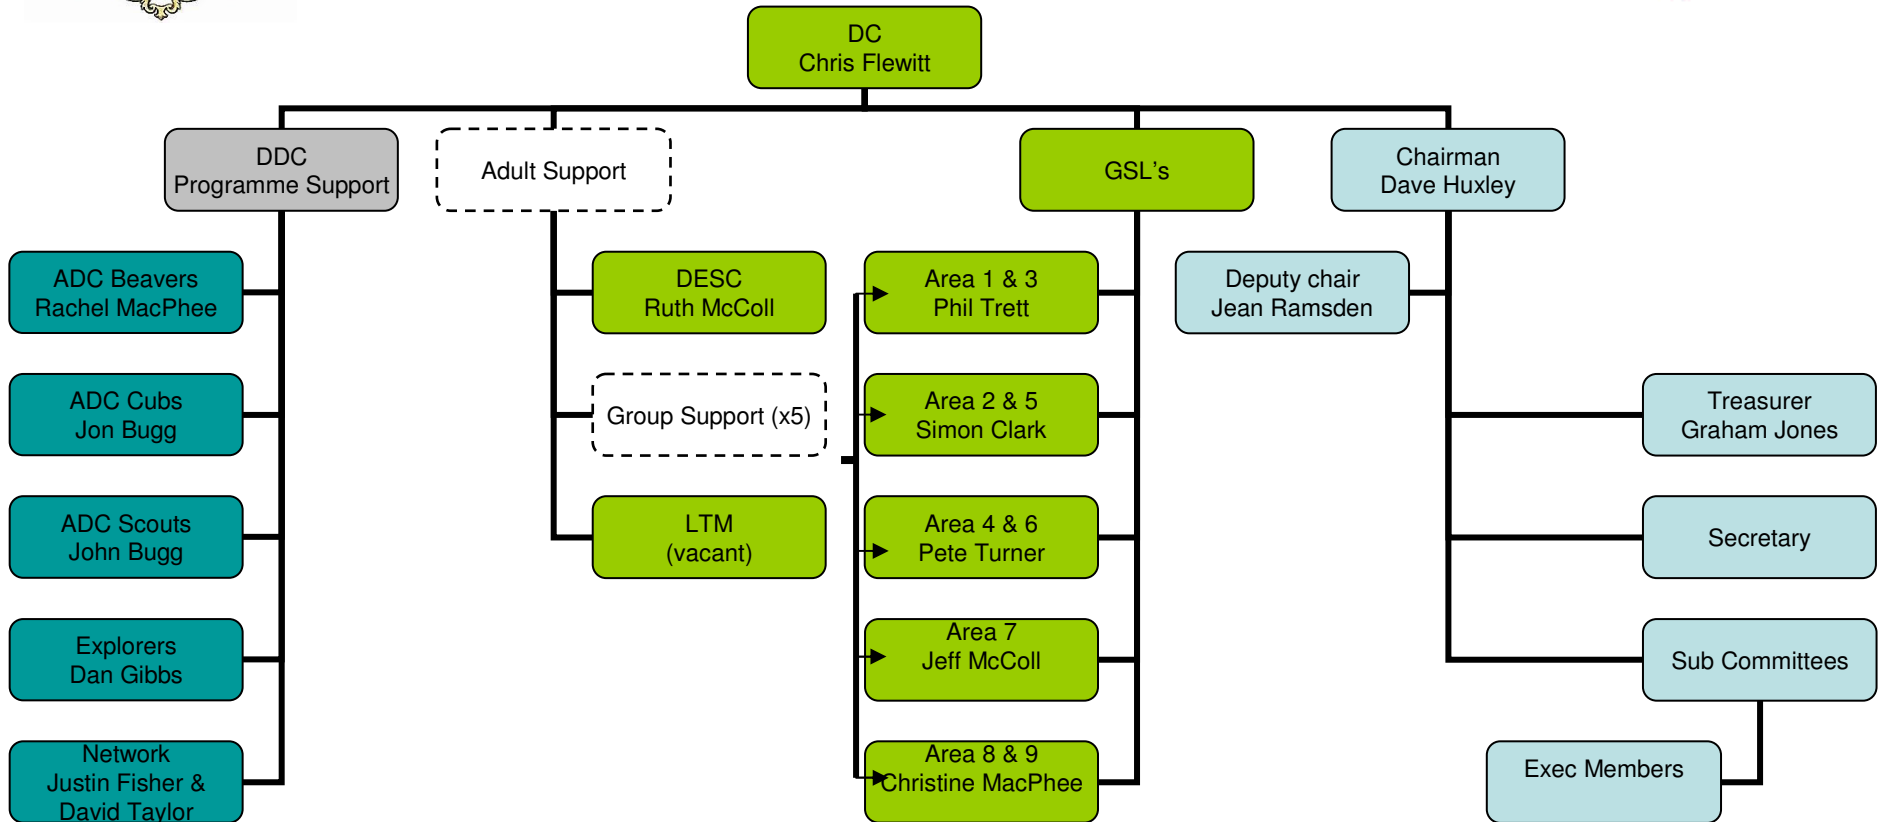 DC
Chris Flewitt
DDC
Programme Support
Adult Support
GSL's
Chairman
Dave Huxley
ADC Beavers
Rachel MacPhee
DESC
Ruth McColl
Area 1 & 3
Phil Trett
Deputy chair
Jean Ramsden
ADC Cubs
Jon Bugg
Group Support (x5)
Area 2 & 5
Simon Clark
Treasurer
Graham Jones
ADC Scouts
John Bugg
LTM
(vacant)
Area 4 & 6
Pete Turner
Secretary
Explorers
Dan Gibbs
Area 7
Jeff McColl
Sub Committees
Network
Justin Fisher &
David Taylor
Area 8 & 9
Christine MacPhee
Exec Members